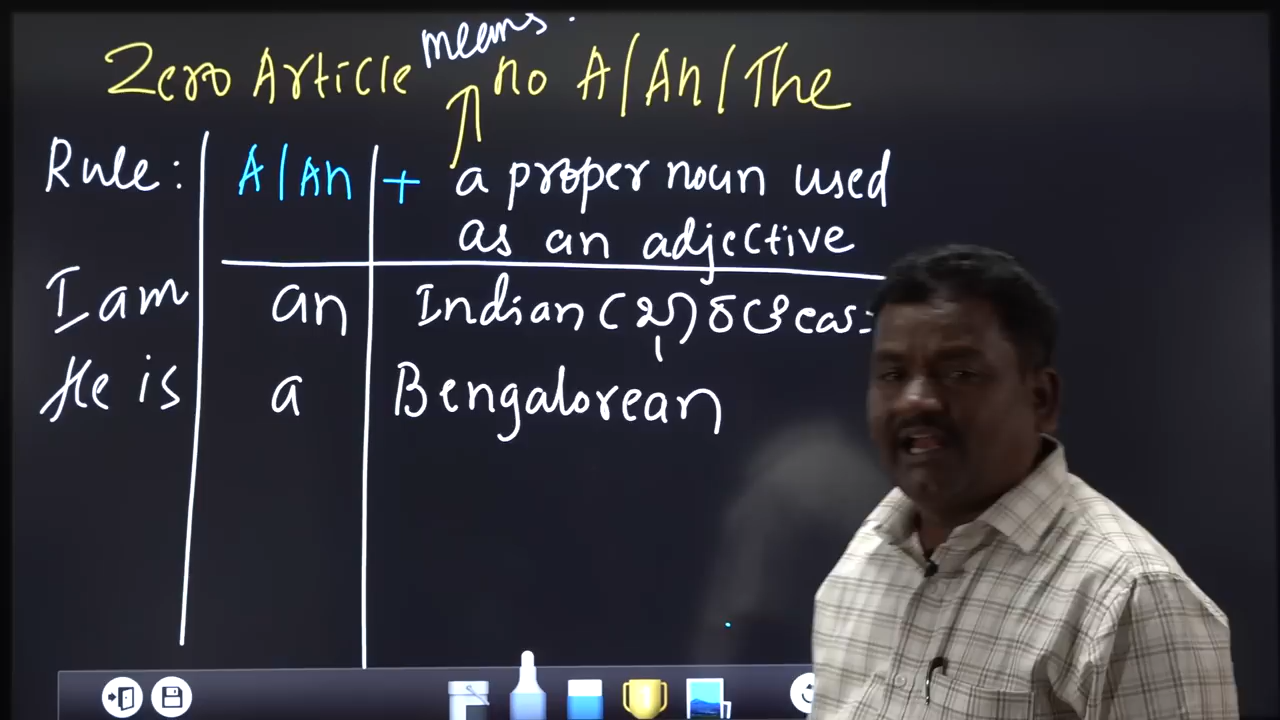 means.
Zero Article no A/An/The
Rule: A/An + a proper noun used
as an adjective
I am an Indian (
He is a Bengalorean